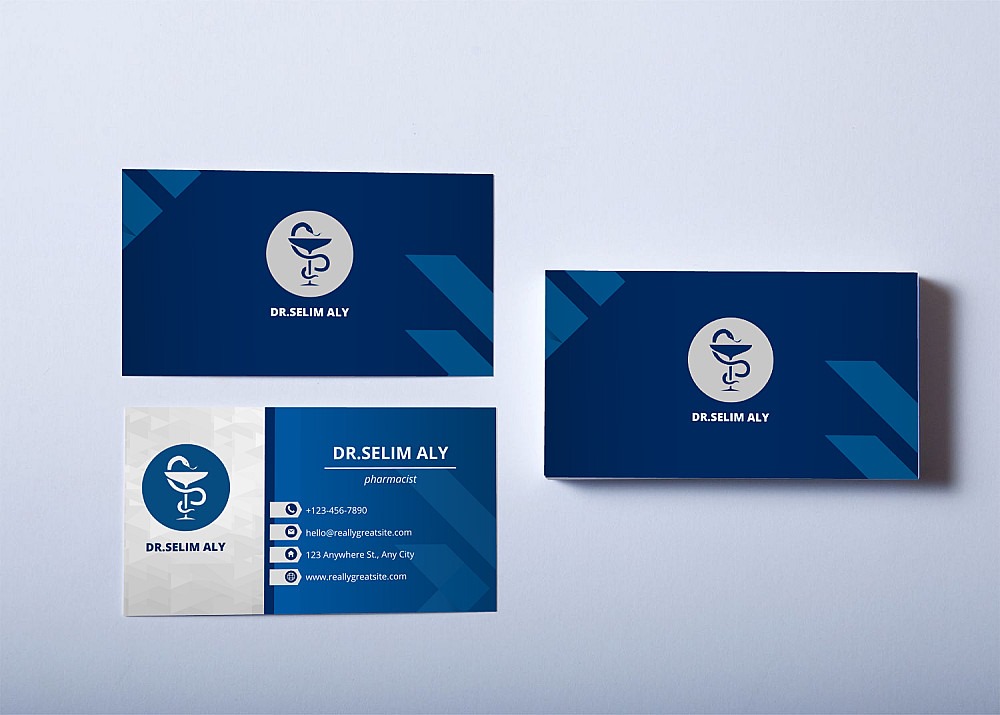 DR.SELIM ALY
DR.SELIM ALY
DR.SELIM ALY
pharmacist
+123-456-7890
hello@reallygreatsite.com
123 Anywhere St., Any City
www.reallygreatsite.com
DR.SELIM ALY